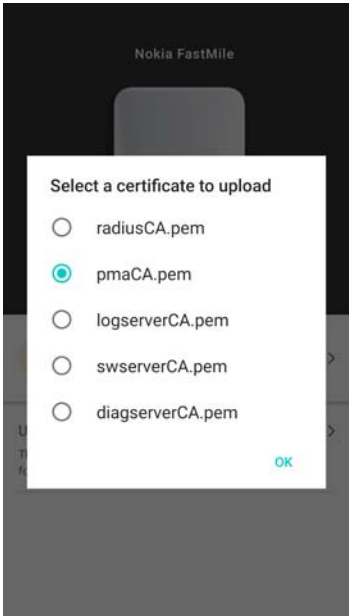 Nokia FastMile
Select a certificate to upload
radiusCA.pem
pmaCA.pem
logserverCA.pem
swserverCA.pem
diagserverCA.pem
OK